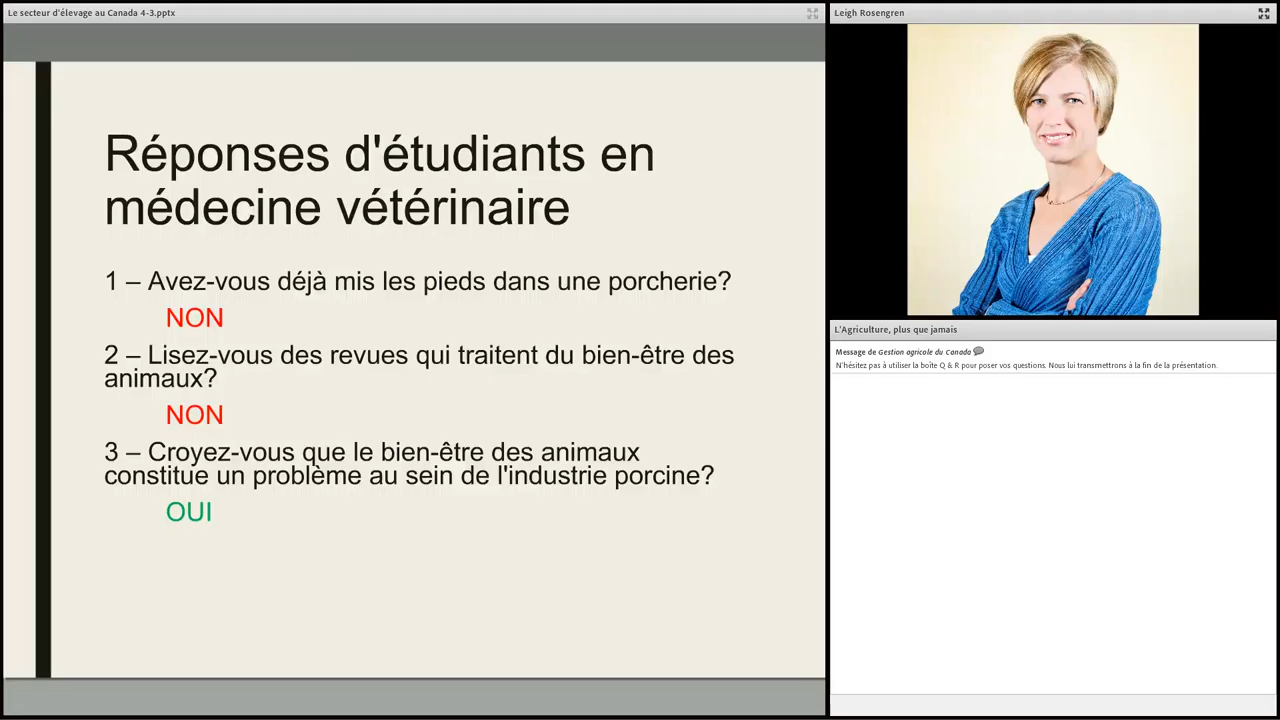 Le secteur d'élevage au Canada 4-3.pptx
Réponses d'étudiants en
médecine vétérinaire
1 – Avez-vous déjà mis les pieds dans une porcherie?
NON
2 – Lisez-vous des revues qui traitent du bien-être des
animaux?
NON
3 – Croyez-vous que le bien-être des animaux
constitue un problème au sein de l'industrie porcine?
OUI
Leigh Rosengren
L'Agriculture, plus que jamais
Message de Gestion agricole du Canada
N'hésitez pas à utiliser la boîte Q & R pour poser vos questions. Nous lui transmettrons à la fin de la présentation.